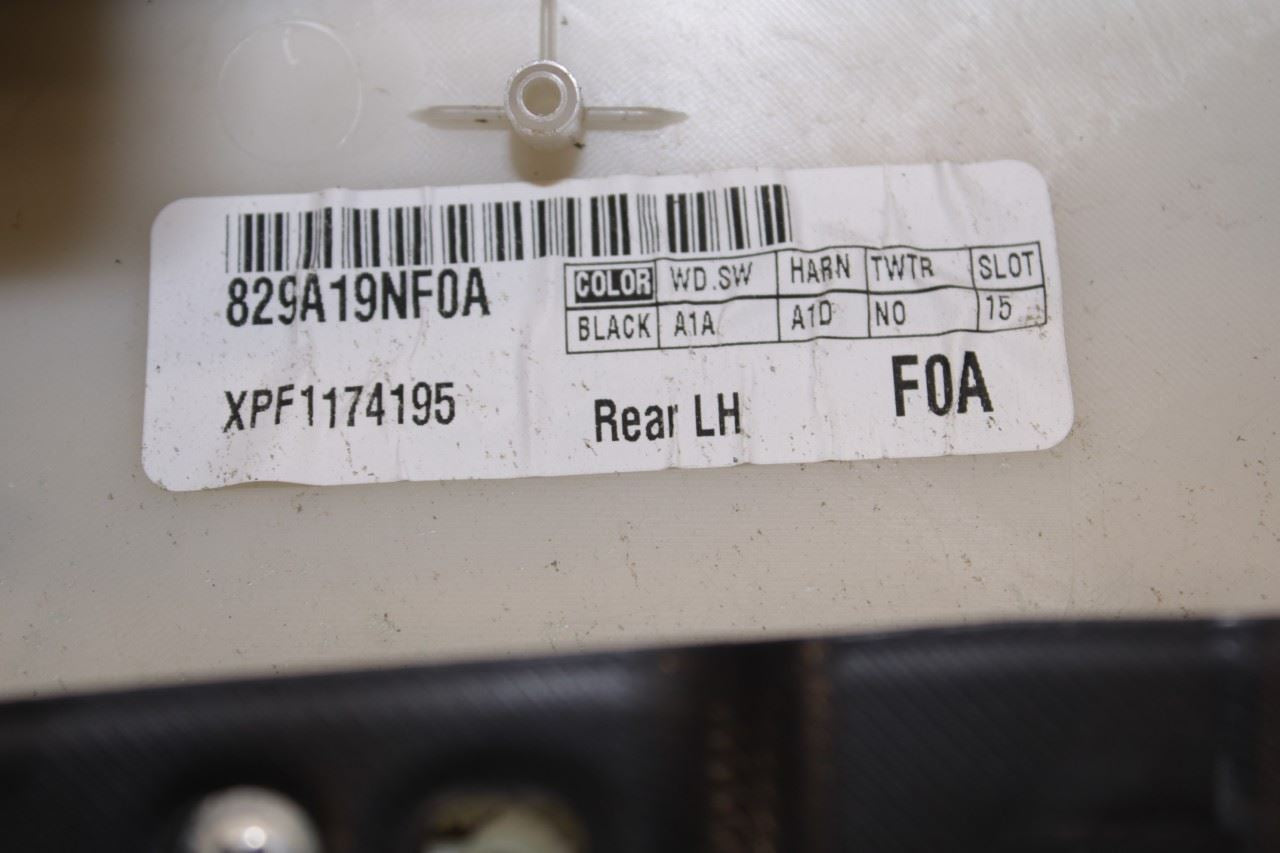 829A19NF0A
COLOR WD.SW HARN TWTR SLOT
BLACK A1A A1D NO 15
XPF1174195
Rear LH
F0A